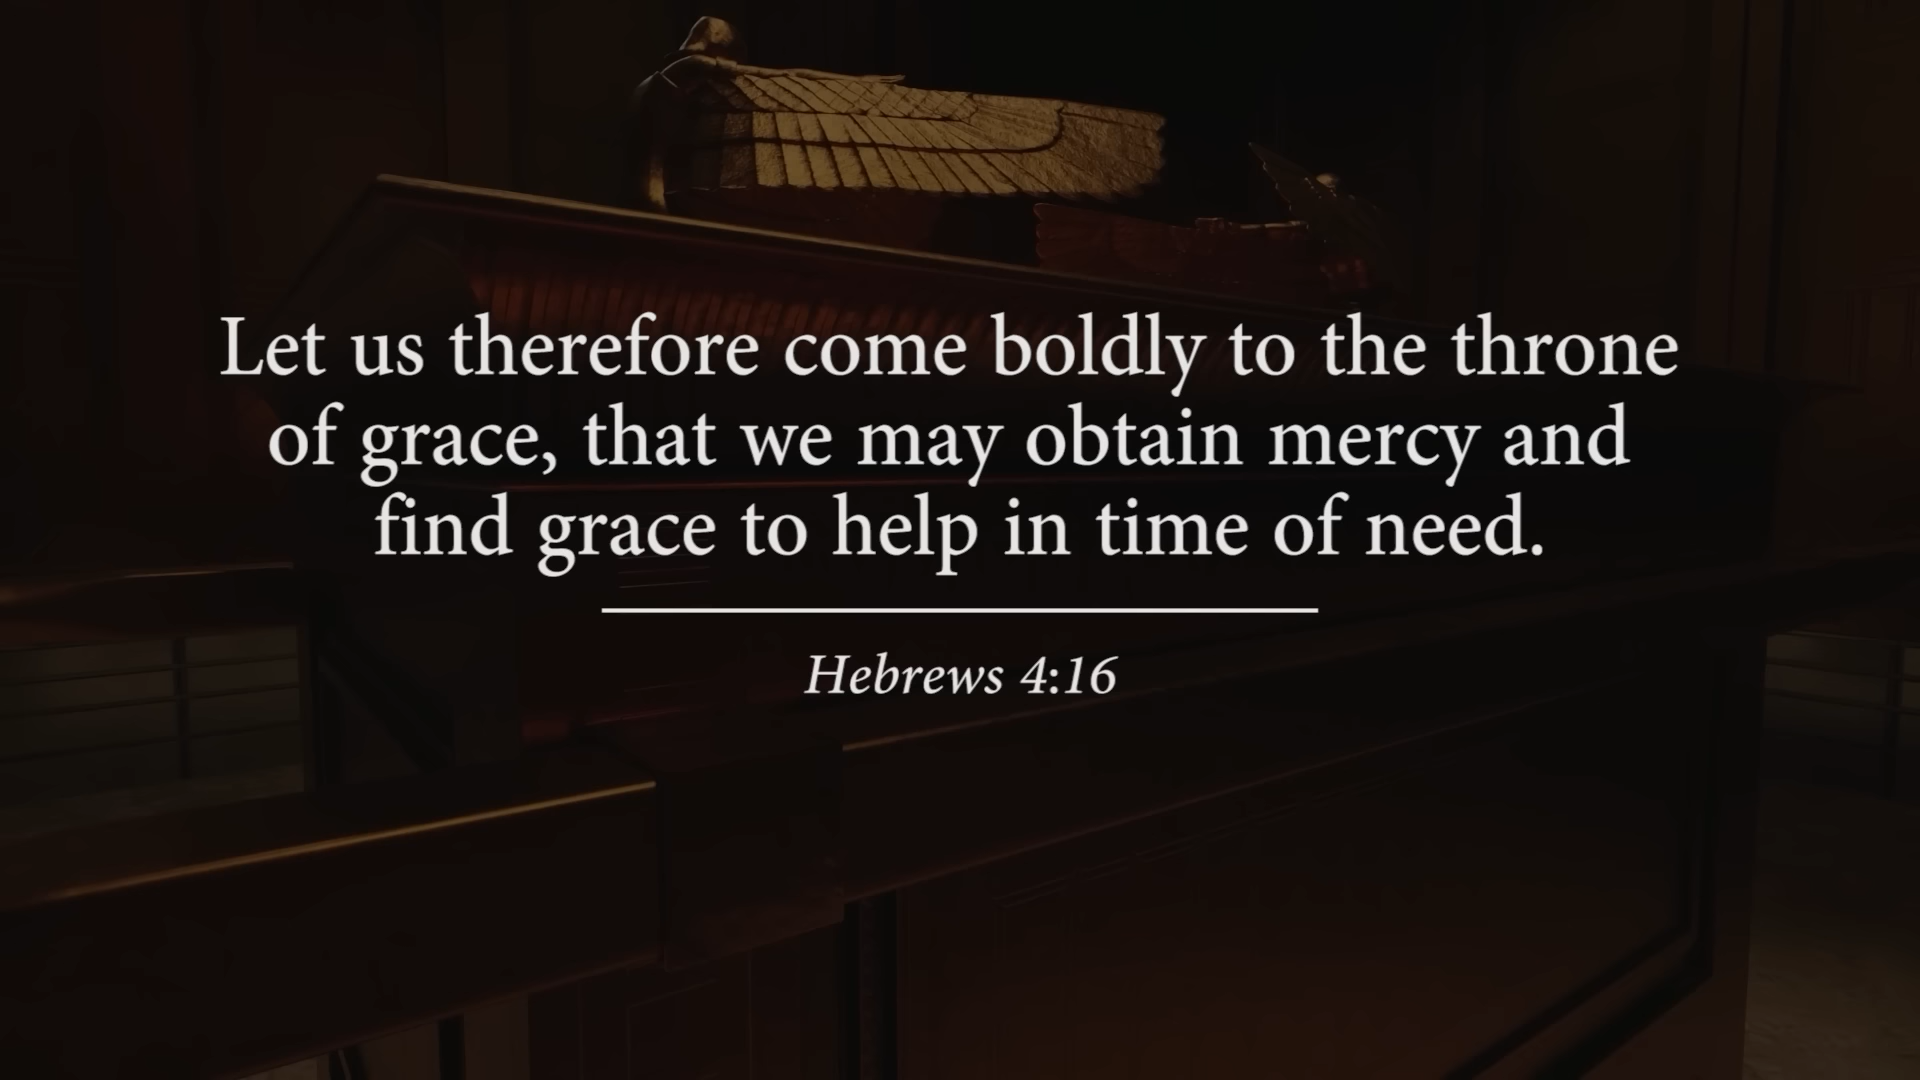 Let us therefore come boldly to the throne
of grace, that we may obtain mercy and
find grace to help in time of need.
Hebrews 4:16